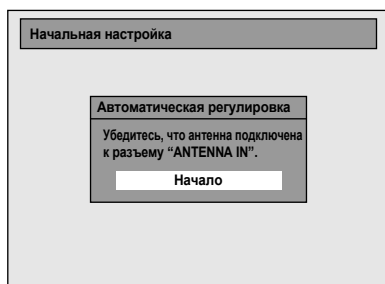 Начальная настройка
Автоматическая регулировка
Убедитесь, что антенна подключена
к разъему “ANTENNA IN”.
Начало